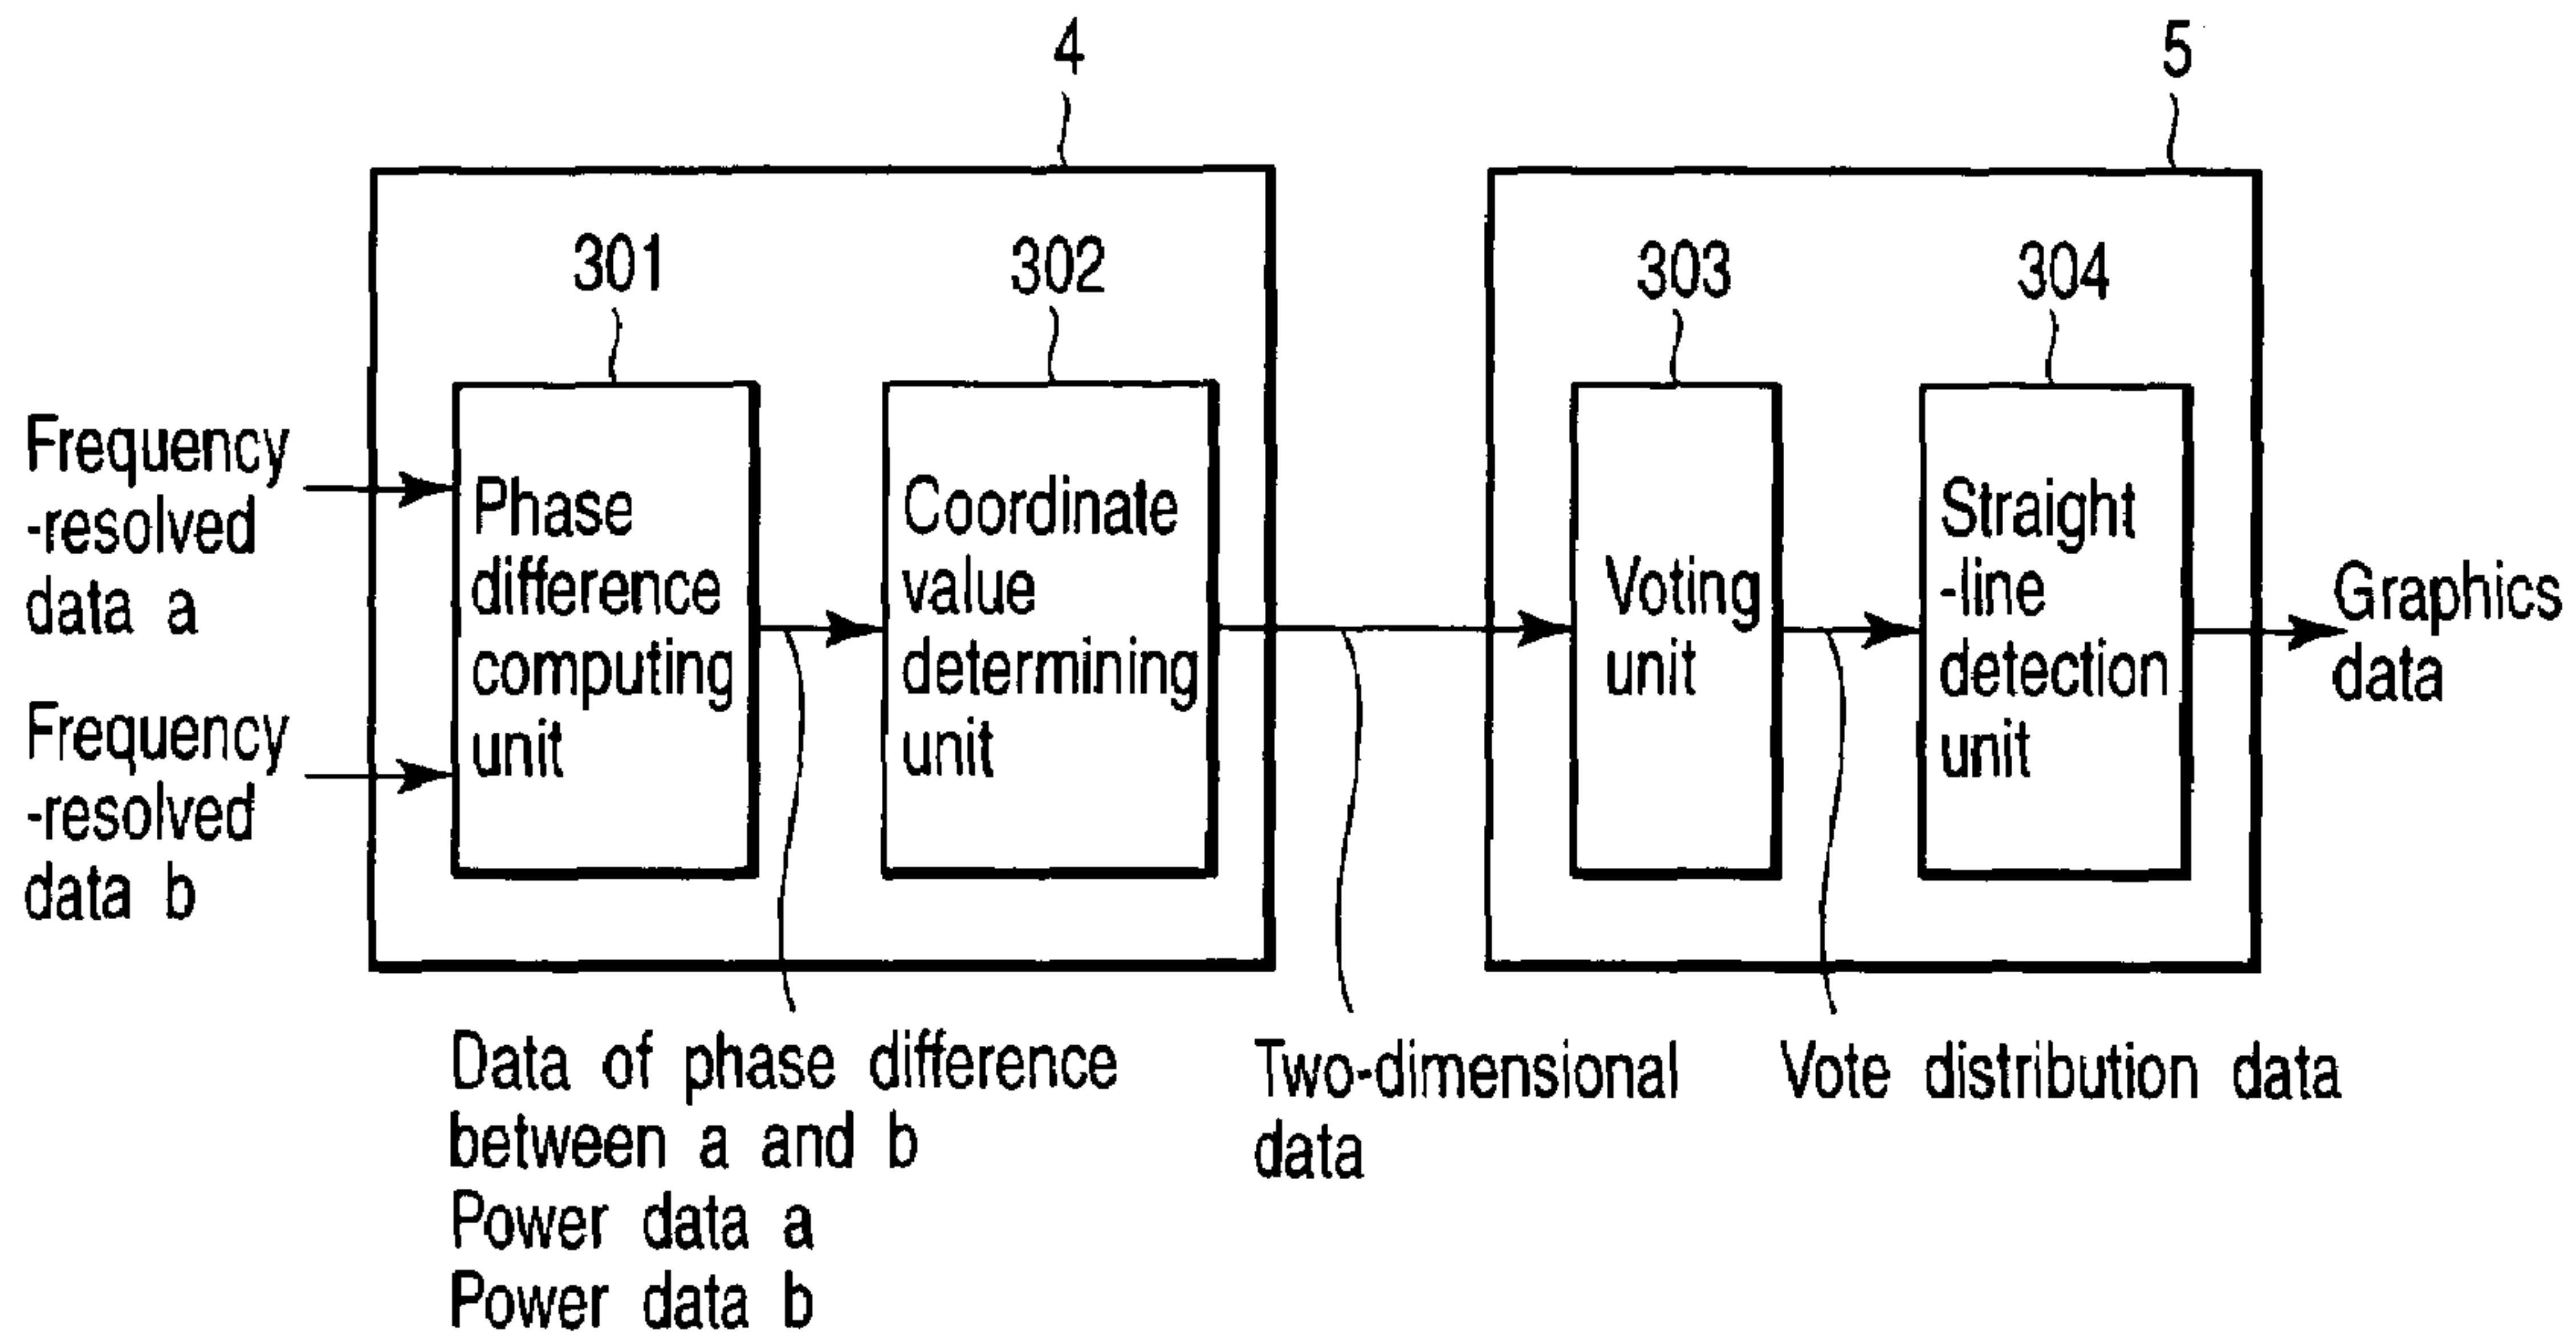 4
5
301
302
303
304
Frequency
-resolved
data a
Frequency
-resolved
data b
Phase
difference
computing
unit
Coordinate
value
determining
unit
Voting
unit
Straight
-line
detection
unit
Graphics
data
Data of phase difference
between a and b
Power data a
Power data b
Two-dimensional
data
Vote distribution data